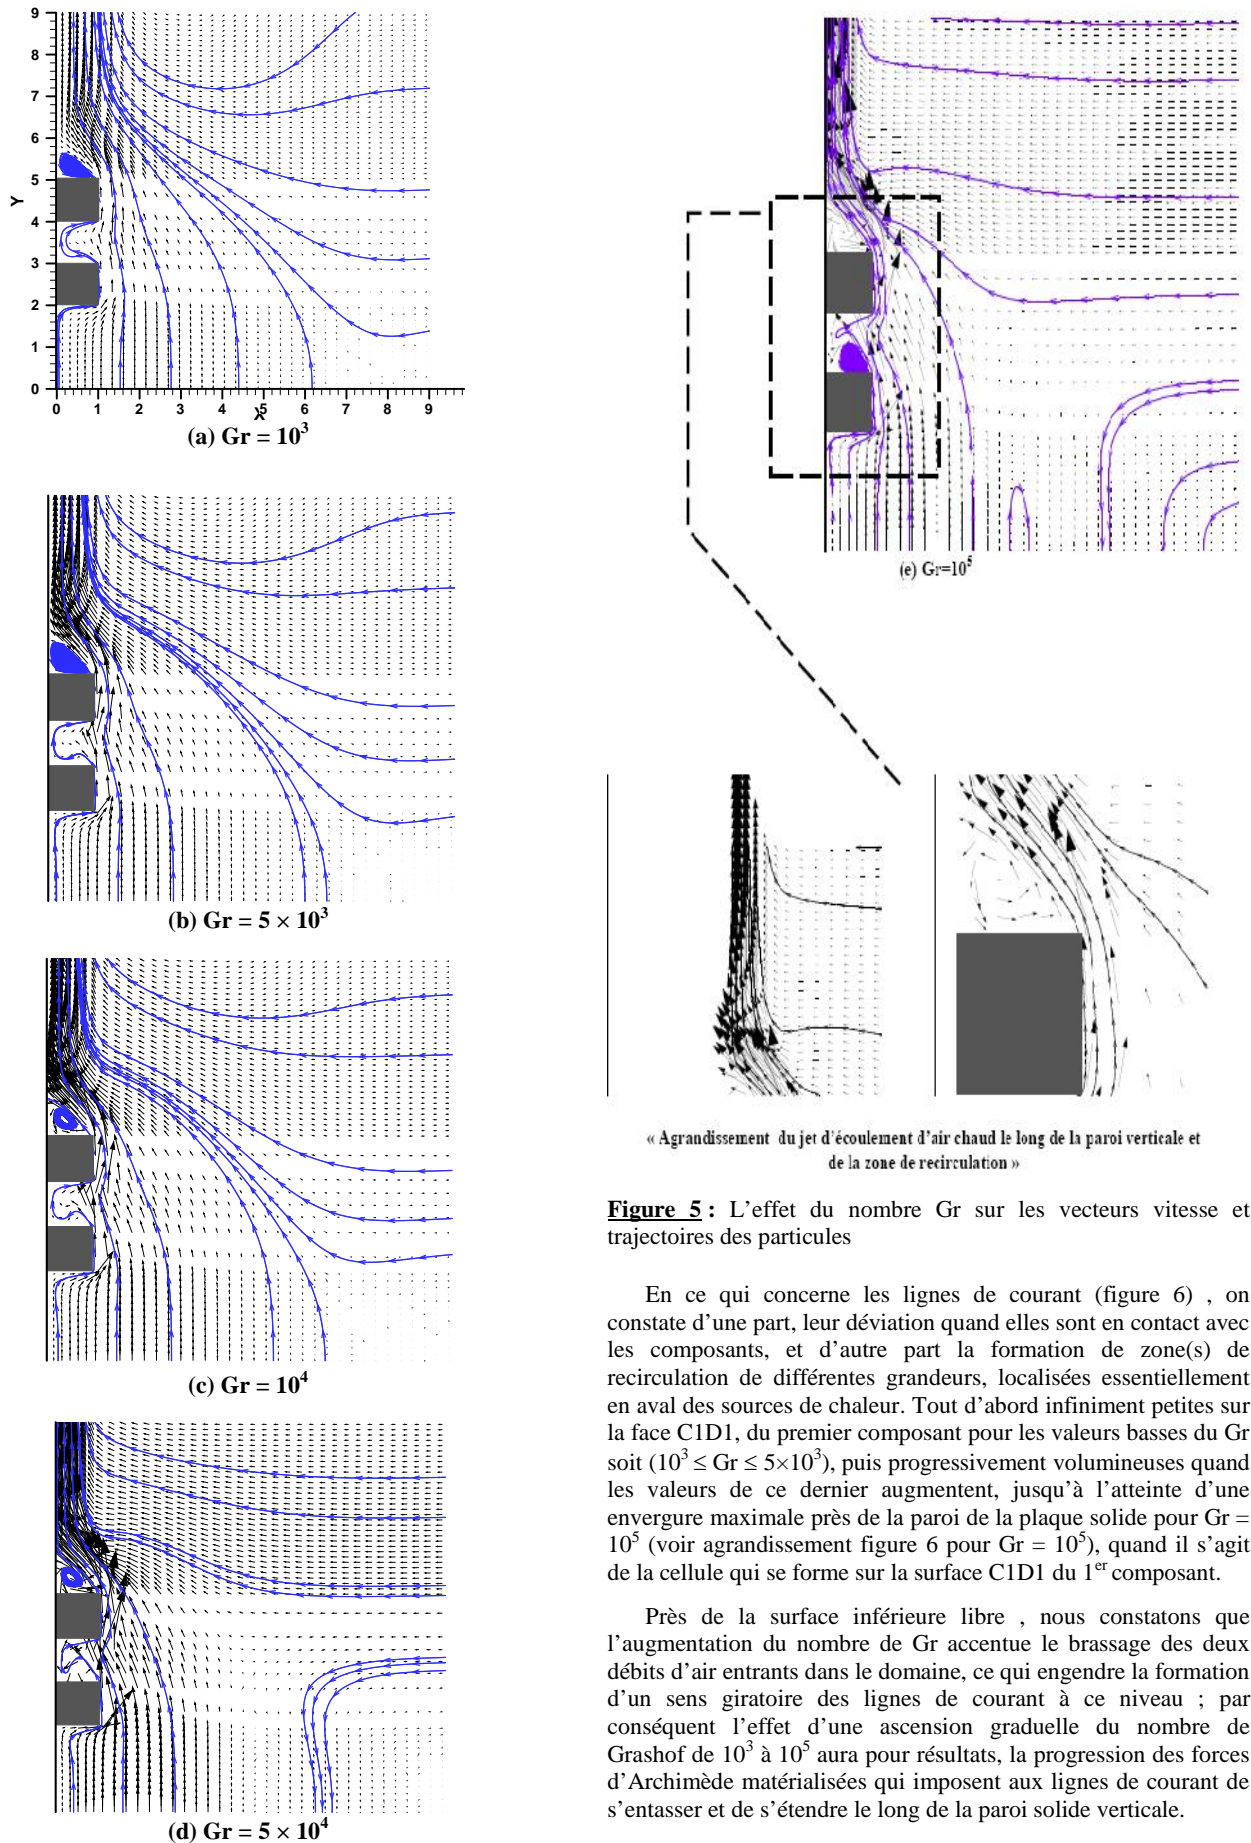 9
8
7
6
5
4
3
2
1
0
Y
0 1 2 3 4 5 6 7 8 9
X
(a) Gr = 10³
(b) Gr = 5 × 10³
(c) Gr = 10⁴
(d) Gr = 5 × 10⁴
(e) Gr=10⁵
« Agrandissement du jet d'écoulement d'air chaud le long de la paroi verticale et
de la zone de recirculation »
Figure 5 : L'effet du nombre Gr sur les vecteurs vitesse et
trajectoires des particules
En ce qui concerne les lignes de courant (figure 6) , on
constate d'une part, leur déviation quand elles sont en contact avec
les composants, et d'autre part la formation de zone(s) de
recirculation de différentes grandeurs, localisées essentiellement
en aval des sources de chaleur. Tout d'abord infiniment petites sur
la face C1D1, du premier composant pour les valeurs basses du Gr
soit (10³ ≤ Gr ≤ 5×10³), puis progressivement volumineuses quand
les valeurs de ce dernier augmentent, jusqu'à l'atteinte d'une
envergure maximale près de la paroi de la plaque solide pour Gr =
10⁵ (voir agrandissement figure 6 pour Gr = 10⁵), quand il s'agit
de la cellule qui se forme sur la surface C1D1 du 1ᵉʳ composant.
Près de la surface inférieure libre , nous constatons que
l'augmentation du nombre de Gr accentue le brassage des deux
débits d'air entrants dans le domaine, ce qui engendre la formation
d'un sens giratoire des lignes de courant à ce niveau ; par
conséquent l'effet d'une ascension graduelle du nombre de
Grashof de 10³ à 10⁵ aura pour résultats, la progression des forces
d'Archimède matérialisées qui imposent aux lignes de courant de
s'entasser et de s'étendre le long de la paroi solide verticale.